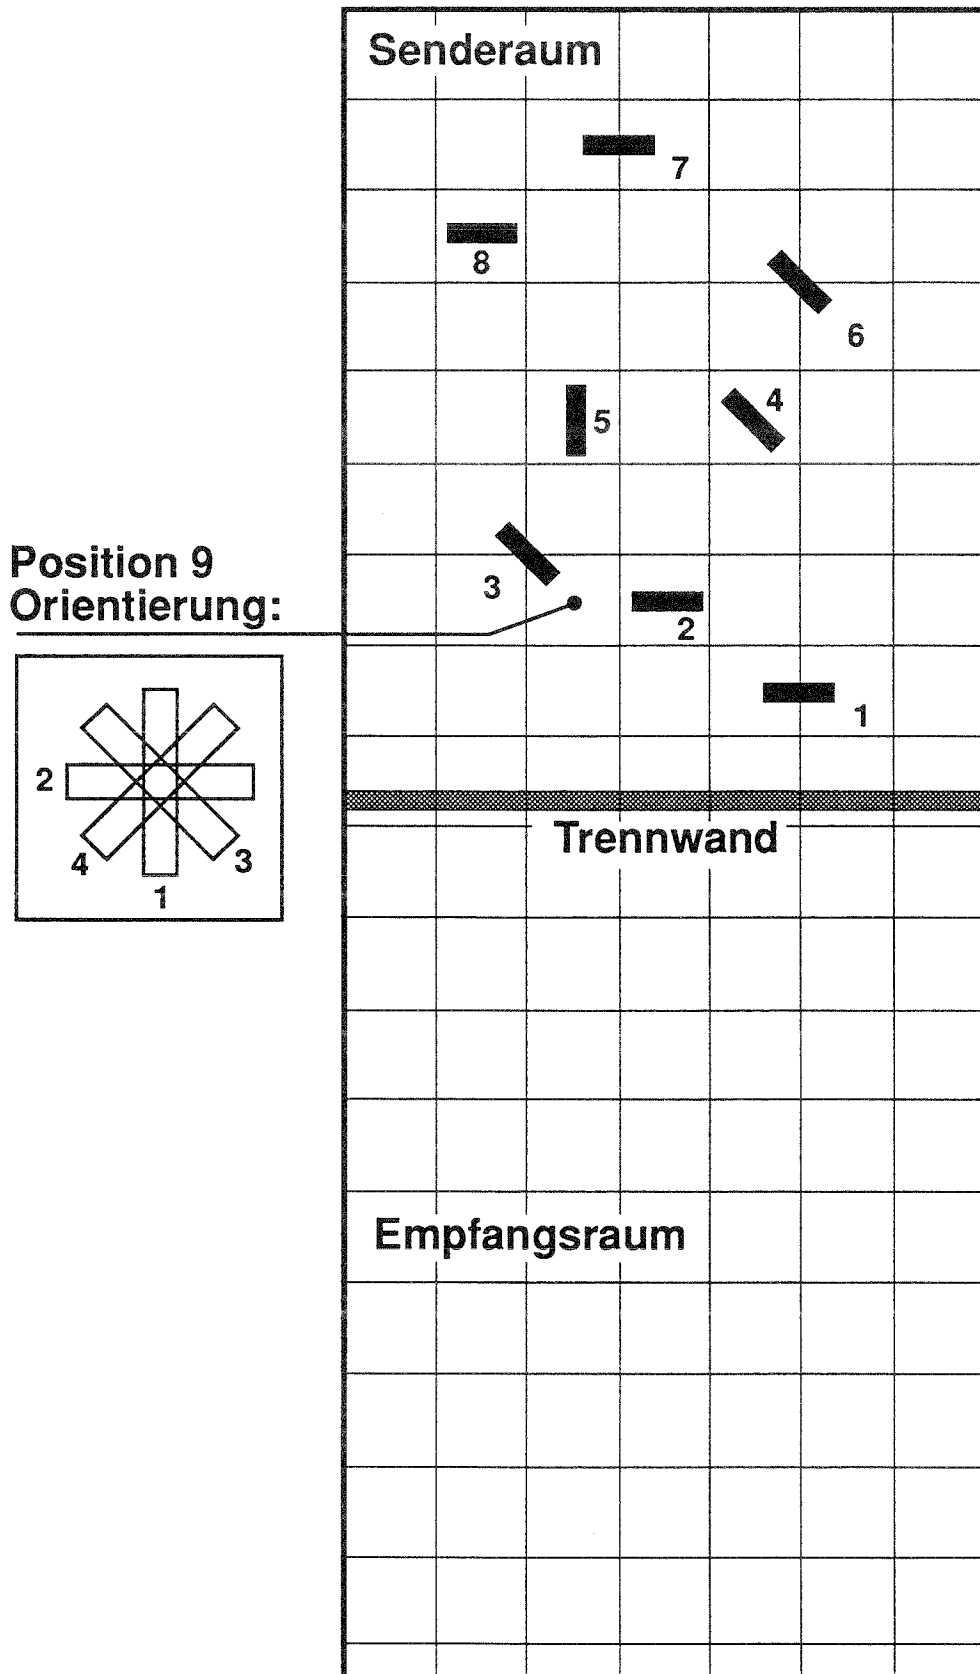 Senderaum
7
8
6
4
5
Position 9
Orientierung:
3
2
1
2
4
3
1
Trennwand
Empfangsraum